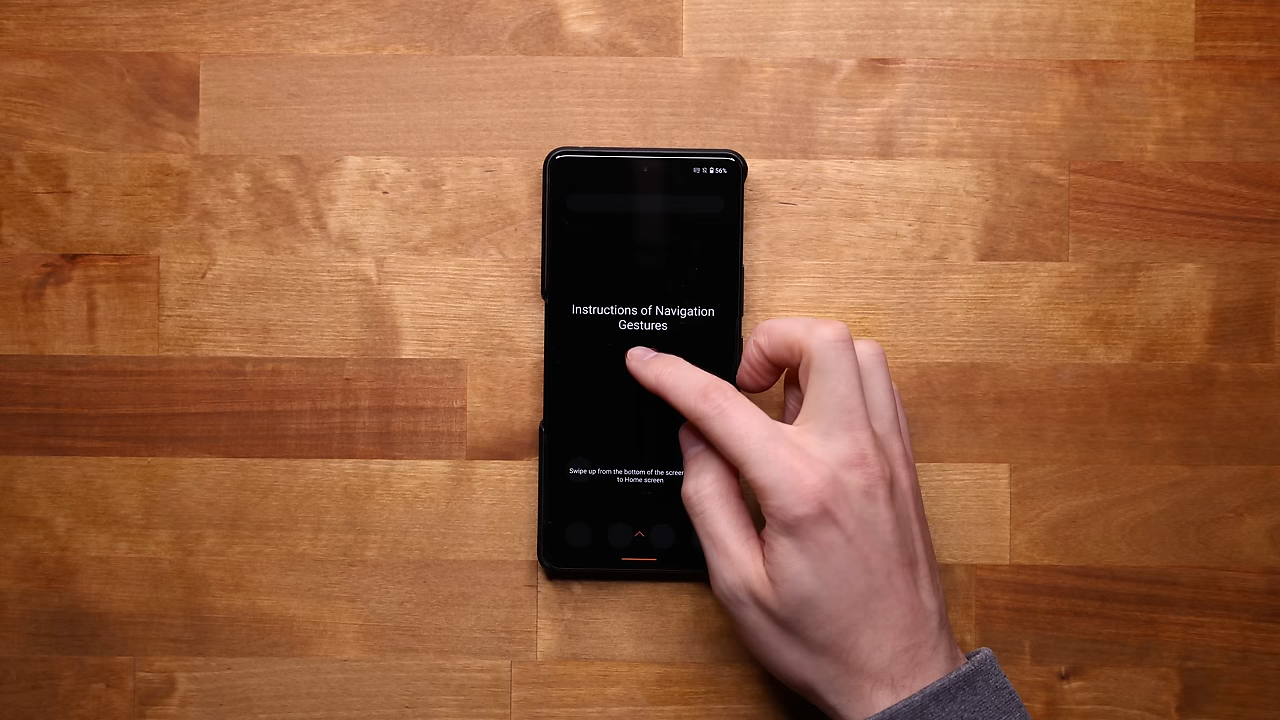 56%
Instructions of Navigation
Gestures
Swipe up from the bottom of the screen
to Home screen